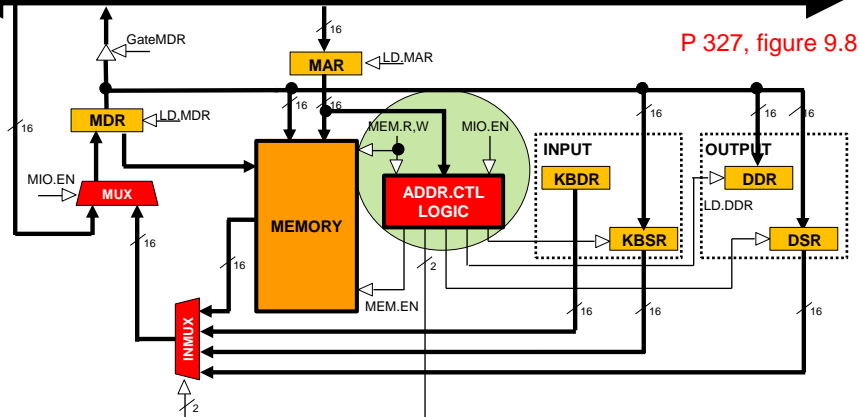 P 327, figure 9.8
GateMDR
16
MAR
LD.MAR
16
16
16
16
16
16
MDR
LD.MDR
MEM.R,W
MIO.EN
INPUT
OUTPUT
MIO.EN
MUX
MEMORY
ADDR.CTL
LOGIC
KBDR
DDR
LD.DDR
KBSR
DSR
16
16
2
MEM.EN
16
16
16
INMUX
2